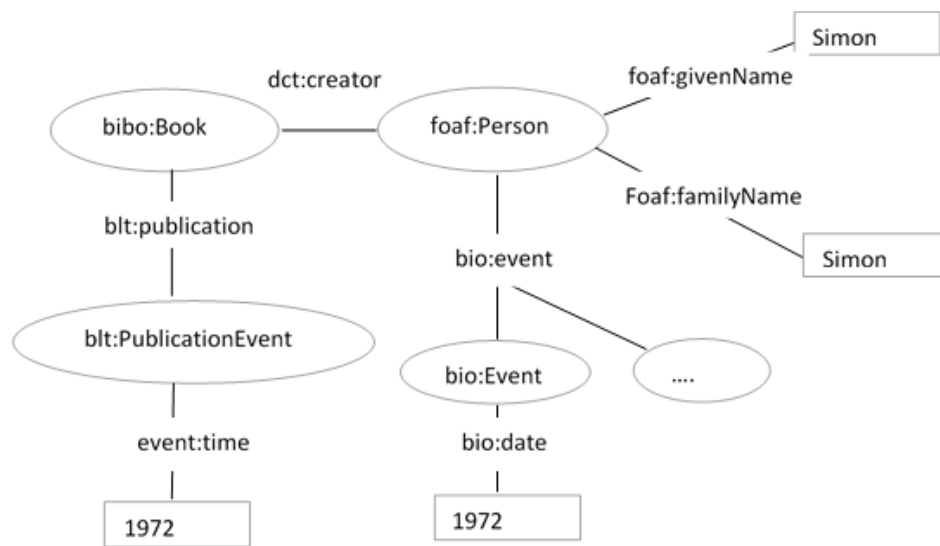 Simon
dct:creator
foaf:givenName
bibo:Book
foaf:Person
Foaf:familyName
blt:publication
bio:event
Simon
blt:PublicationEvent
bio:Event
....
event:time
bio:date
1972
1972